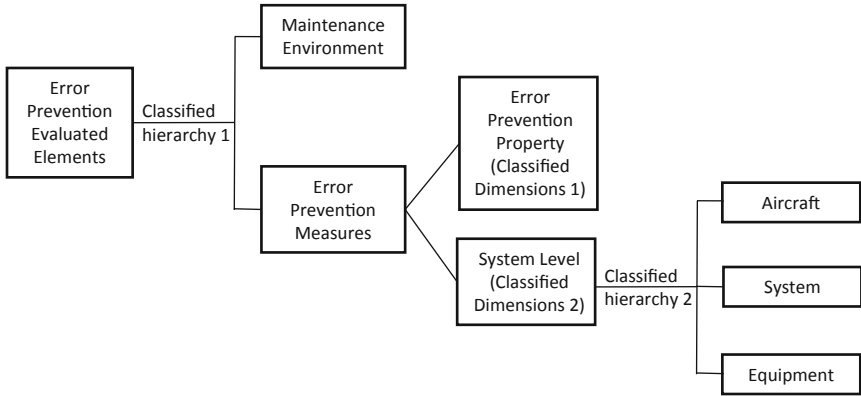 Error
Prevention
Evaluated
Elements
Classified
hierarchy 1
Maintenance
Environment
Error
Prevention
Measures
Error
Prevention
Property
(Classified
Dimensions 1)
System Level
(Classified
Dimensions 2)
Classified
hierarchy 2
Aircraft
System
Equipment